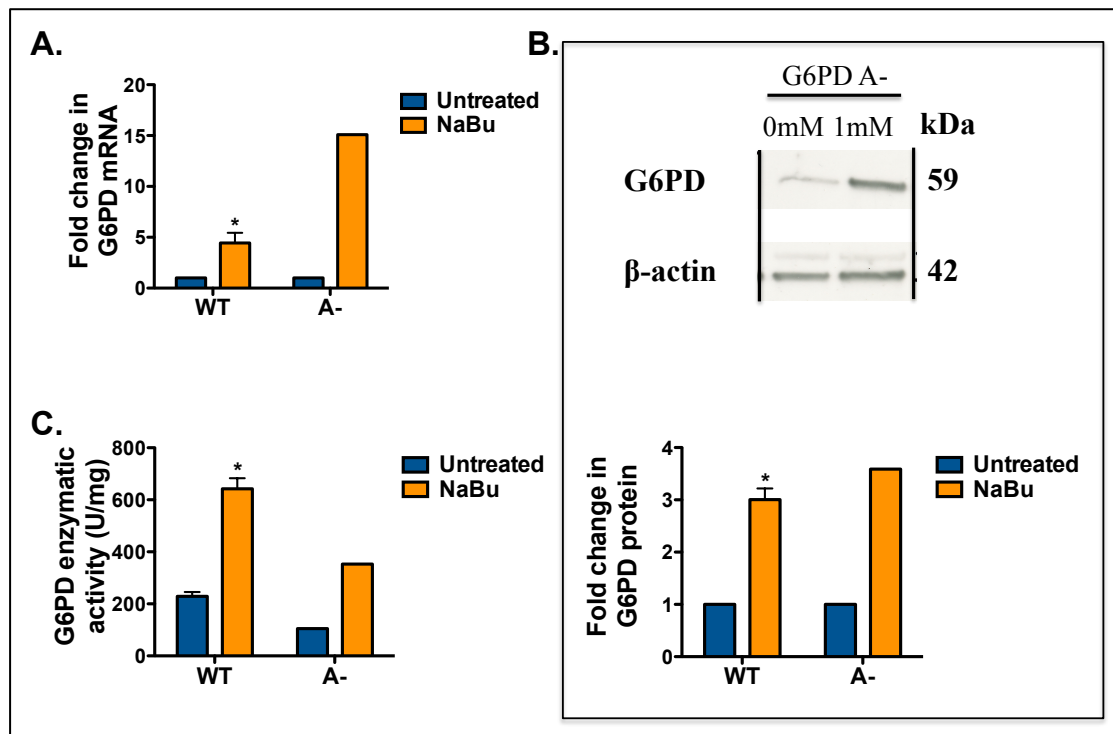 A.
Fold change in
G6PD mRNA
20
15
10
5
0
*
WT
A-
Untreated
NaBu
B.
G6PD A-
0mM 1mM kDa
G6PD 59
β-actin 42
C.
G6PD enzymatic
activity (U/mg)
800
600
400
200
0
*
WT
A-
Untreated
NaBu
Fold change in
G6PD protein
4
3
2
1
0
*
WT
A-
Untreated
NaBu